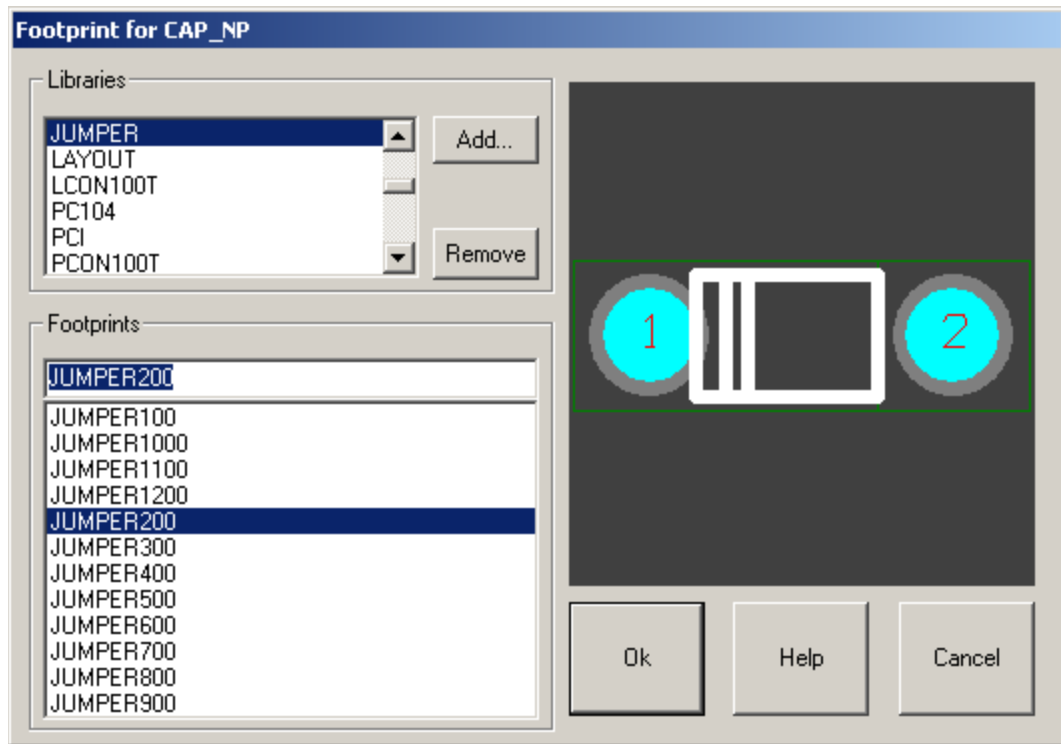 Footprint for CAP_NP
Libraries
JUMPER
LAYOUT
LCON100T
PC104
PCI
PCON100T
Add...
Remove
Footprints
JUMPER200
JUMPER100
JUMPER1000
JUMPER1100
JUMPER1200
JUMPER200
JUMPER300
JUMPER400
JUMPER500
JUMPER600
JUMPER700
JUMPER800
JUMPER900
1
2
Ok
Help
Cancel